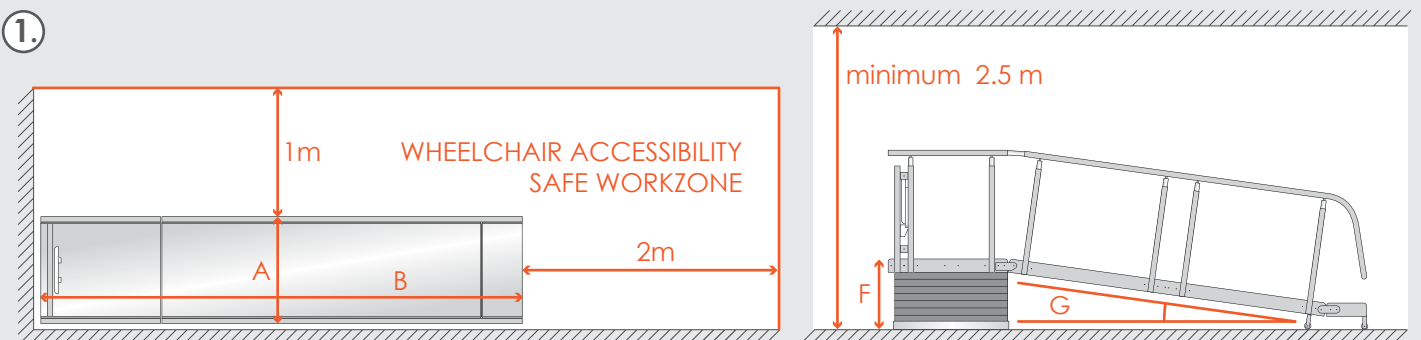 1.
1m
WHEELCHAIR ACCESSIBILITY
SAFE WORKZONE
A
B
2m
minimum 2.5 m
F
G